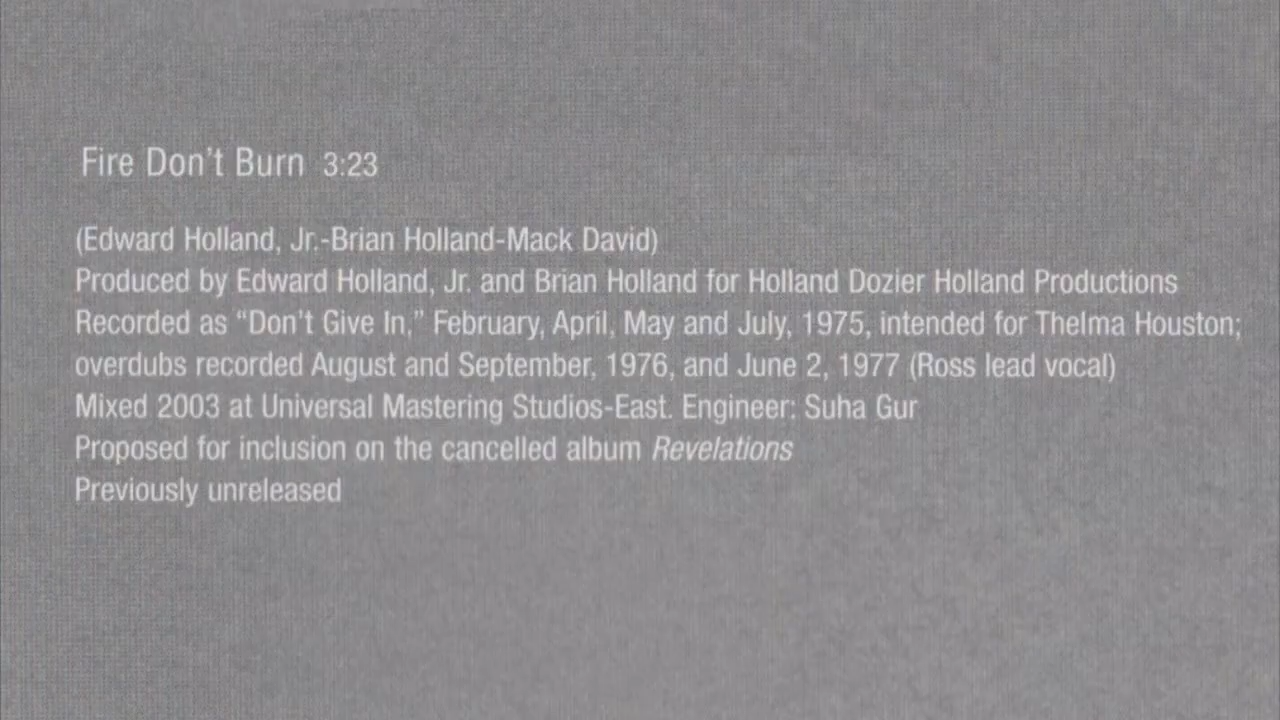 Fire Don't Burn 3:23
(Edward Holland, Jr.-Brian Holland-Mack David)
Produced by Edward Holland, Jr. and Brian Holland for Holland Dozier Holland Productions
Recorded as “Don't Give In,” February, April, May and July, 1975, intended for Thelma Houston;
overdubs recorded August and September, 1976, and June 2, 1977 (Ross lead vocal)
Mixed 2003 at Universal Mastering Studios-East. Engineer: Suha Gur
Proposed for inclusion on the cancelled album Revelations
Previously unreleased